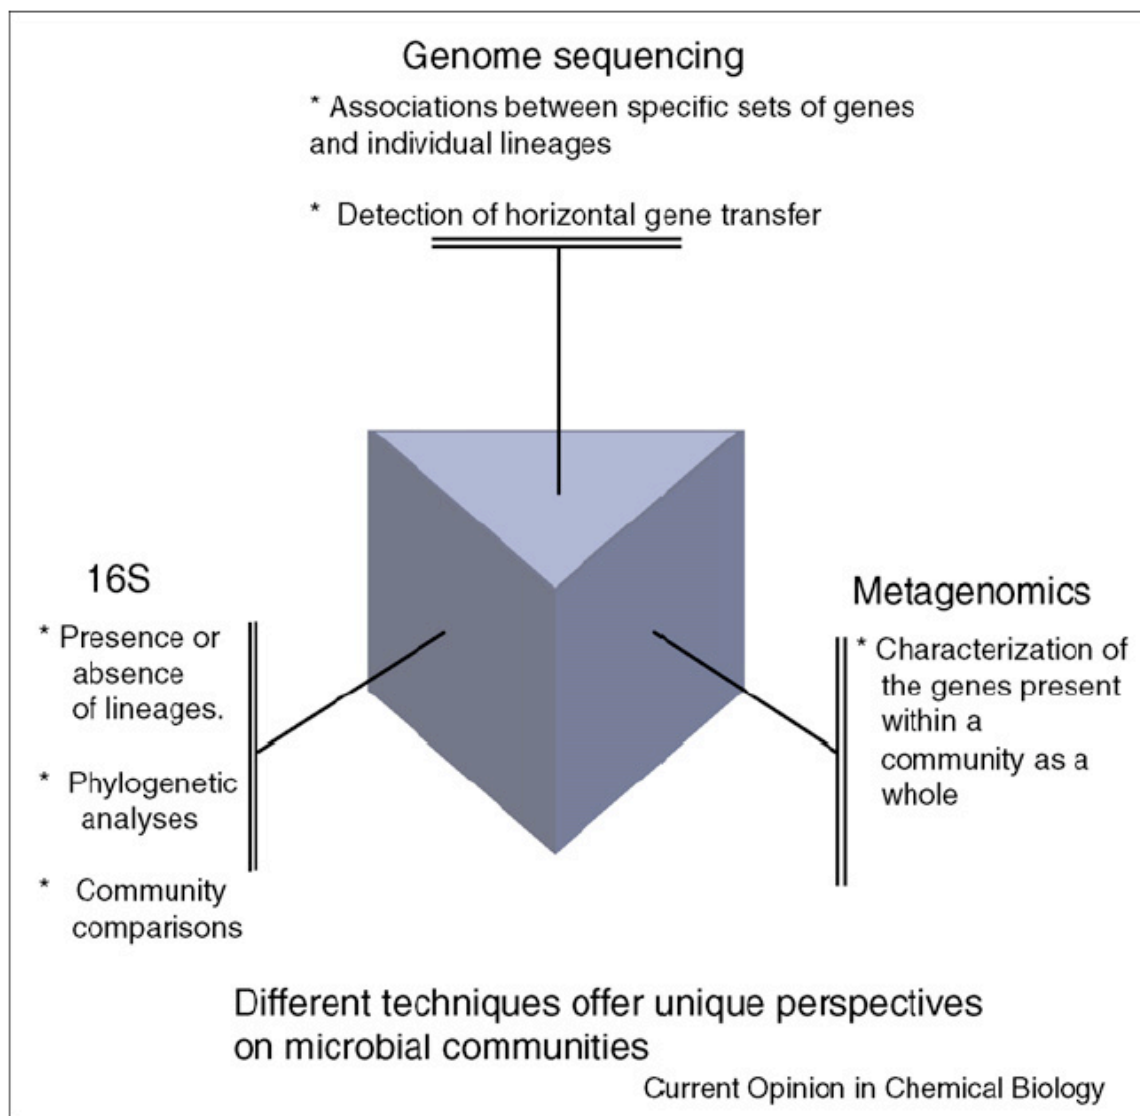 Genome sequencing
* Associations between specific sets of genes
and individual lineages
* Detection of horizontal gene transfer
16S
* Presence or
absence
of lineages.
* Phylogenetic
analyses
* Community
comparisons
Metagenomics
* Characterization of
the genes present
within a
community as a
whole
Different techniques offer unique perspectives
on microbial communities
Current Opinion in Chemical Biology